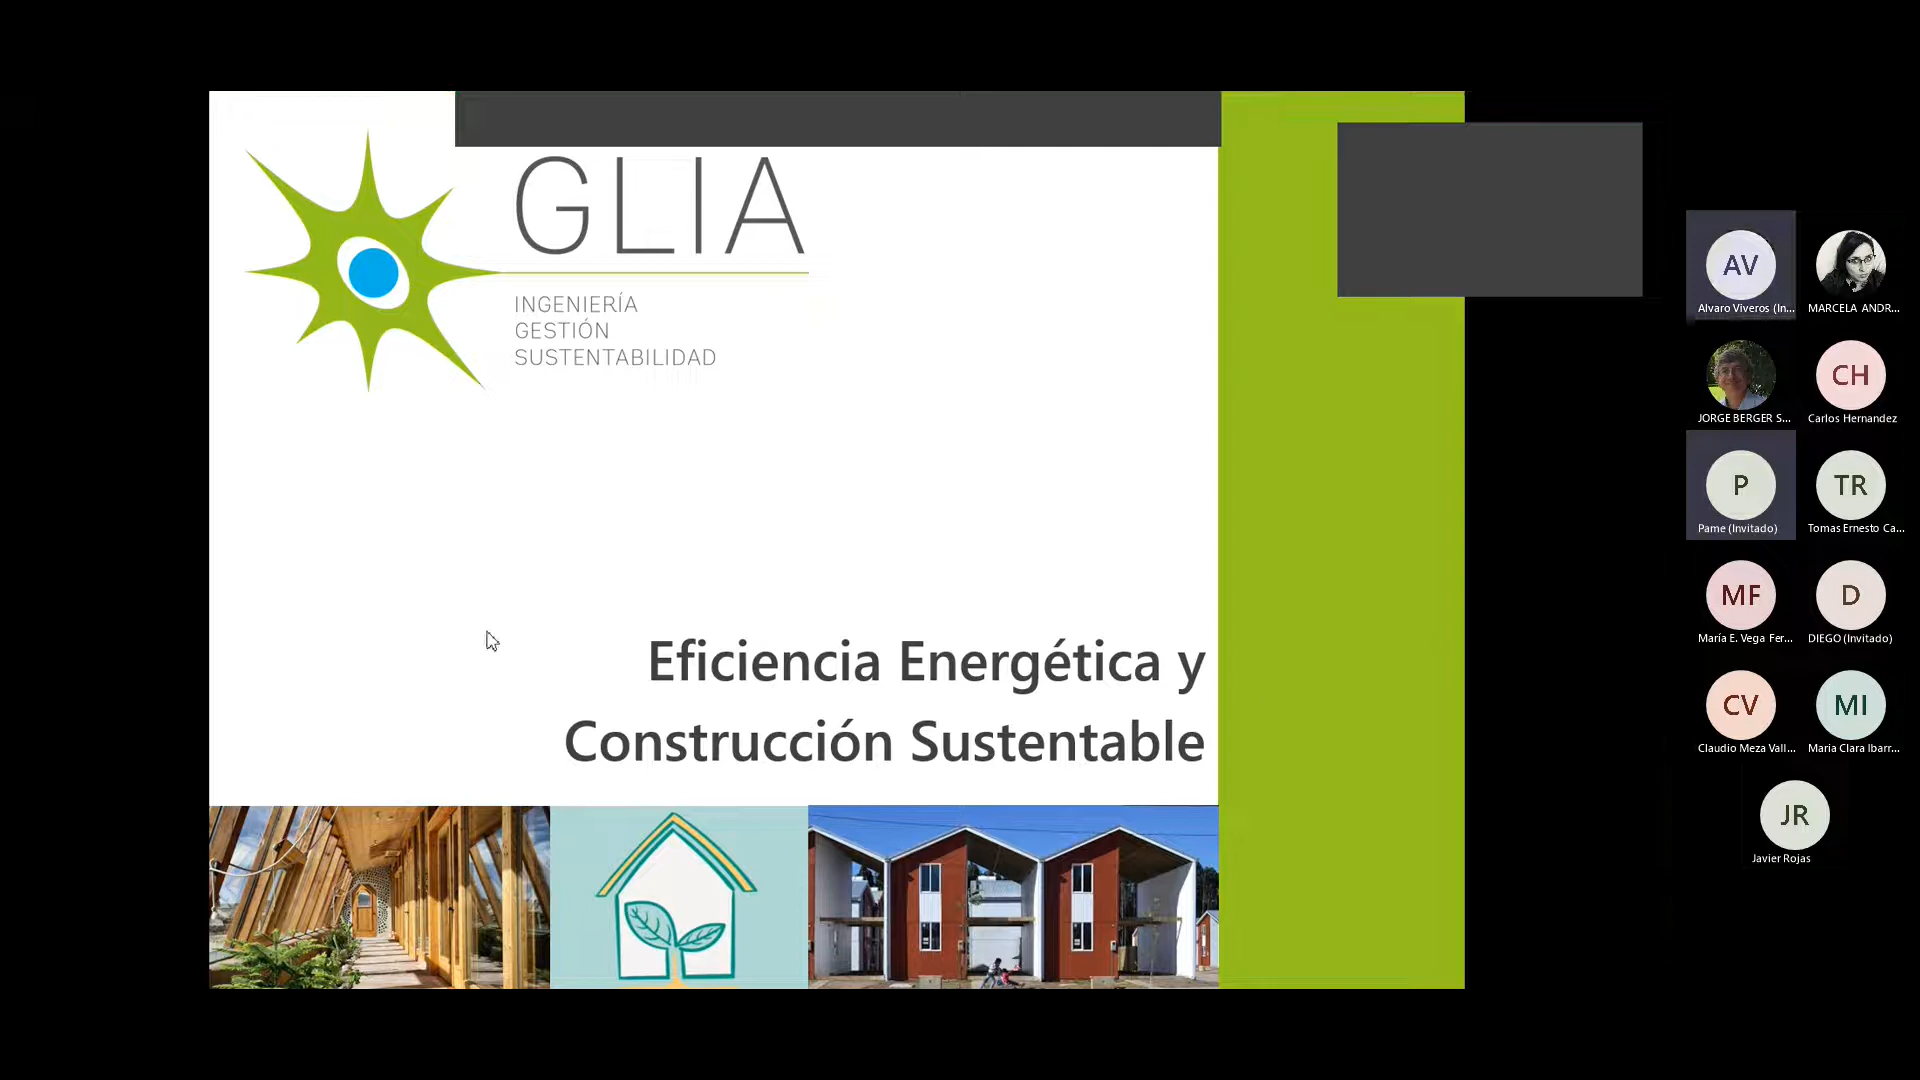 GLIA
INGENIERÍA
GESTIÓN
SUSTENTABILIDAD
Eficiencia Energética y
Construcción Sustentable
AV
Alvaro Viveros (In...
MARCELA ANDR...
JORGE BERGER S...
CH
Carlos Hernandez
P
Pame (Invitado)
TR
Tomas Ernesto Ca...
MF
María E. Vega Fer...
D
DIEGO (Invitado)
CV
Claudio Meza Vall...
MI
Maria Clara Ibarr...
JR
Javier Rojas